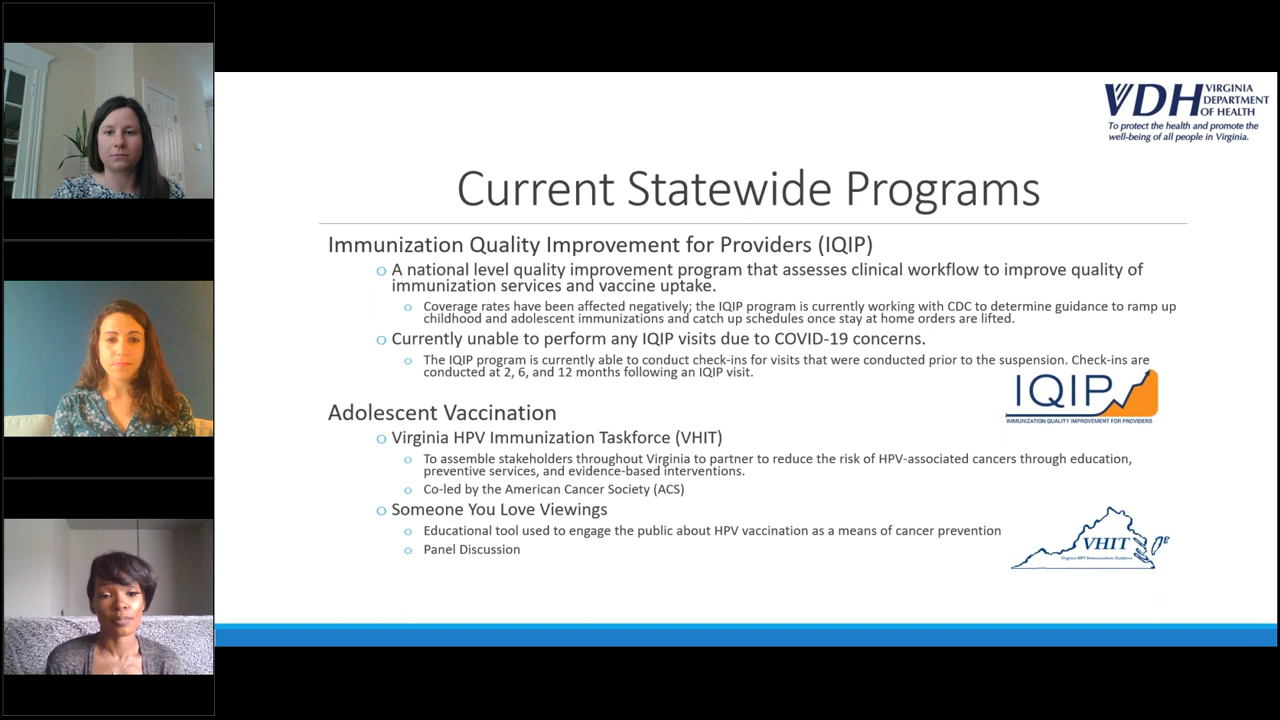 VDH VIRGINIA
DEPARTMENT
OF HEALTH
To protect the health and promote the
well-being of all people in Virginia.
Current Statewide Programs
Immunization Quality Improvement for Providers (IQIP)
o A national level quality improvement program that assesses clinical workflow to improve quality of
immunization services and vaccine uptake.
o Coverage rates have been affected negatively; the IQIP program is currently working with CDC to determine guidance to ramp up
childhood and adolescent immunizations and catch up schedules once stay at home orders are lifted.
o Currently unable to perform any IQIP visits due to COVID-19 concerns.
o The IQIP program is currently able to conduct check-ins for visits that were conducted prior to the suspension. Check-ins are
conducted at 2, 6, and 12 months following an IQIP visit.
IQIP
IMMUNIZATION QUALITY IMPROVEMENT FOR PROVIDERS
Adolescent Vaccination
o Virginia HPV Immunization Taskforce (VHIT)
o To assemble stakeholders throughout Virginia to partner to reduce the risk of HPV-associated cancers through education,
preventive services, and evidence-based interventions.
o Co-led by the American Cancer Society (ACS)
o Someone You Love Viewings
o Educational tool used to engage the public about HPV vaccination as a means of cancer prevention
o Panel Discussion
VHIT
Virginia HPV Immunization Taskforce